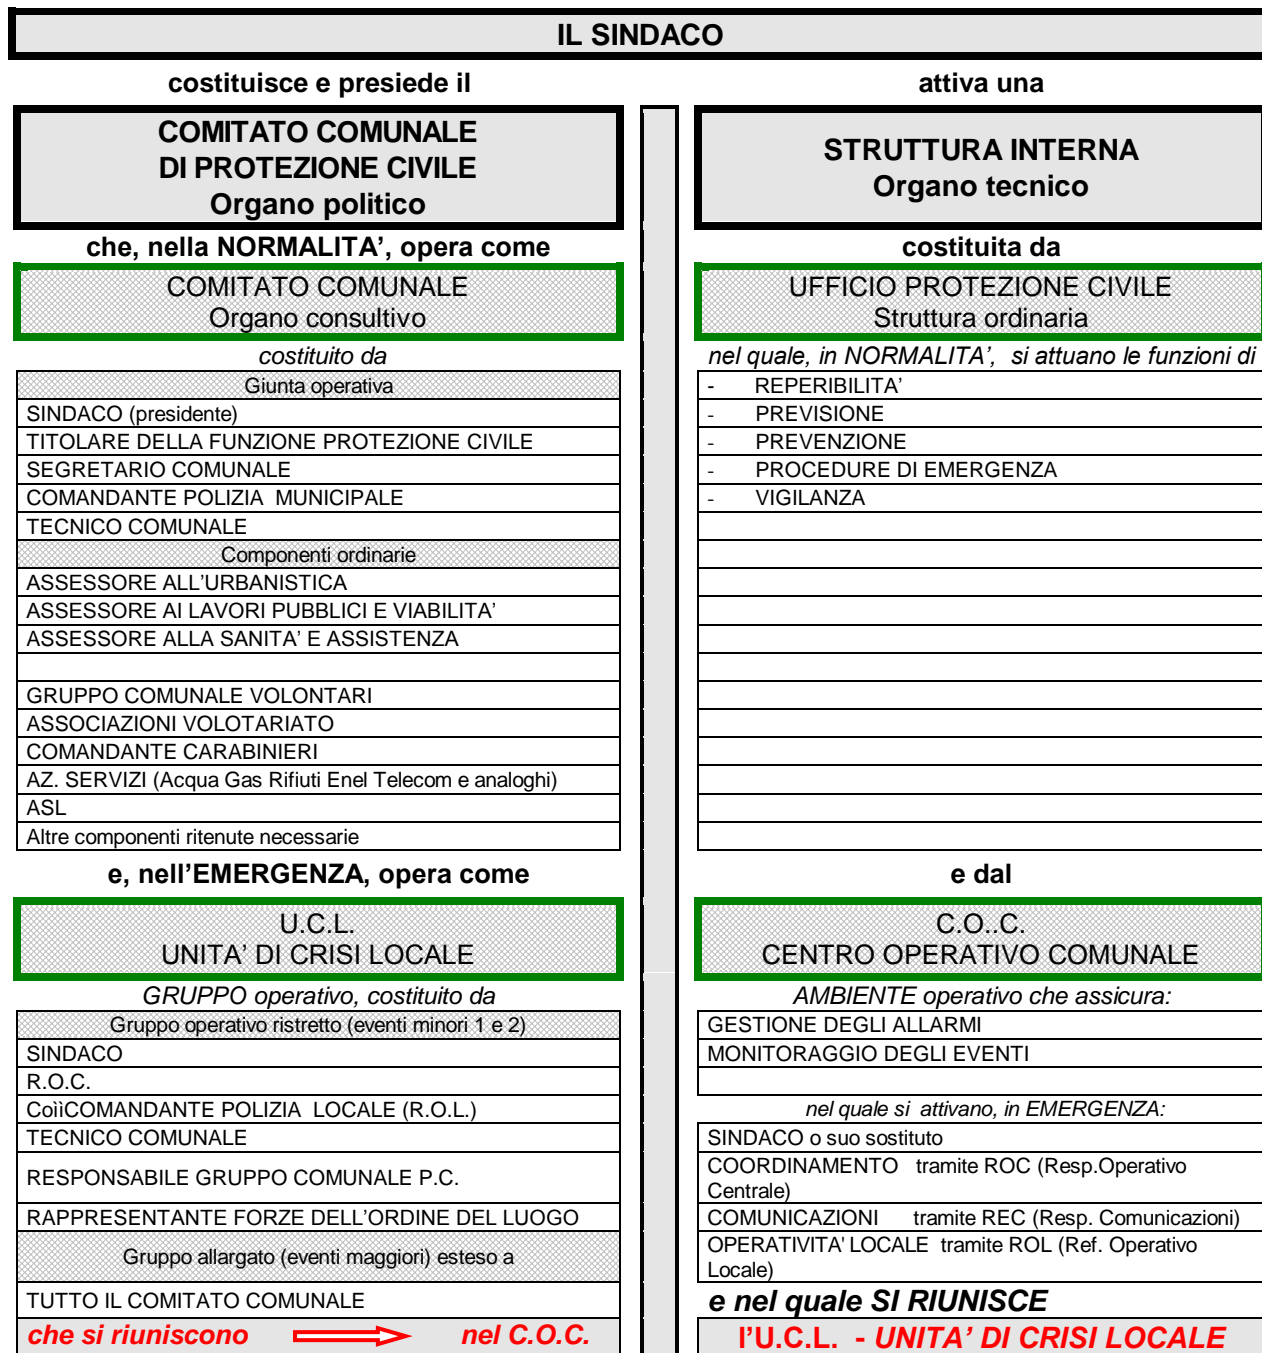 IL SINDACO
costituisce e presiede il
COMITATO COMUNALE
DI PROTEZIONE CIVILE
Organo politico
che, nella NORMALITA’, opera come
COMITATO COMUNALE
Organo consultivo
costituito da
Giunta operativa
SINDACO (presidente)
TITOLARE DELLA FUNZIONE PROTEZIONE CIVILE
SEGRETARIO COMUNALE
COMANDANTE POLIZIA MUNICIPALE
TECNICO COMUNALE
Componenti ordinarie
ASSESSORE ALL’URBANISTICA
ASSESSORE AI LAVORI PUBBLICI E VIABILITA’
ASSESSORE ALLA SANITA’ E ASSISTENZA
GRUPPO COMUNALE VOLONTARI
ASSOCIAZIONI VOLOTARIATO
COMANDANTE CARABINIERI
AZ. SERVIZI (Acqua Gas Rifiuti Enel Telecom e analoghi)
ASL
Altre componenti ritenute necessarie
e, nell’EMERGENZA, opera come
U.C.L.
UNITA’ DI CRISI LOCALE
GRUPPO operativo, costituito da
Gruppo operativo ristretto (eventi minori 1 e 2)
SINDACO
R.O.C.
CoììCOMANDANTE POLIZIA LOCALE (R.O.L.)
TECNICO COMUNALE
RESPONSABILE GRUPPO COMUNALE P.C.
RAPPRESENTANTE FORZE DELL’ORDINE DEL LUOGO
Gruppo allargato (eventi maggiori) esteso a
TUTTO IL COMITATO COMUNALE
che si riuniscono nel C.O.C.
attiva una
STRUTTURA INTERNA
Organo tecnico
costituita da
UFFICIO PROTEZIONE CIVILE
Struttura ordinaria
nel quale, in NORMALITA’, si attuano le funzioni di
- REPERIBILITA’
- PREVISIONE
- PREVENZIONE
- PROCEDURE DI EMERGENZA
- VIGILANZA
e dal
C.O..C.
CENTRO OPERATIVO COMUNALE
AMBIENTE operativo che assicura:
GESTIONE DEGLI ALLARMI
MONITORAGGIO DEGLI EVENTI
nel quale si attivano, in EMERGENZA:
SINDACO o suo sostituto
COORDINAMENTO tramite ROC (Resp.Operativo
Centrale)
COMUNICAZIONI tramite REC (Resp. Comunicazioni)
OPERATIVITA' LOCALE tramite ROL (Ref. Operativo
Locale)
e nel quale SI RIUNISCE
l’U.C.L. - UNITA’ DI CRISI LOCALE